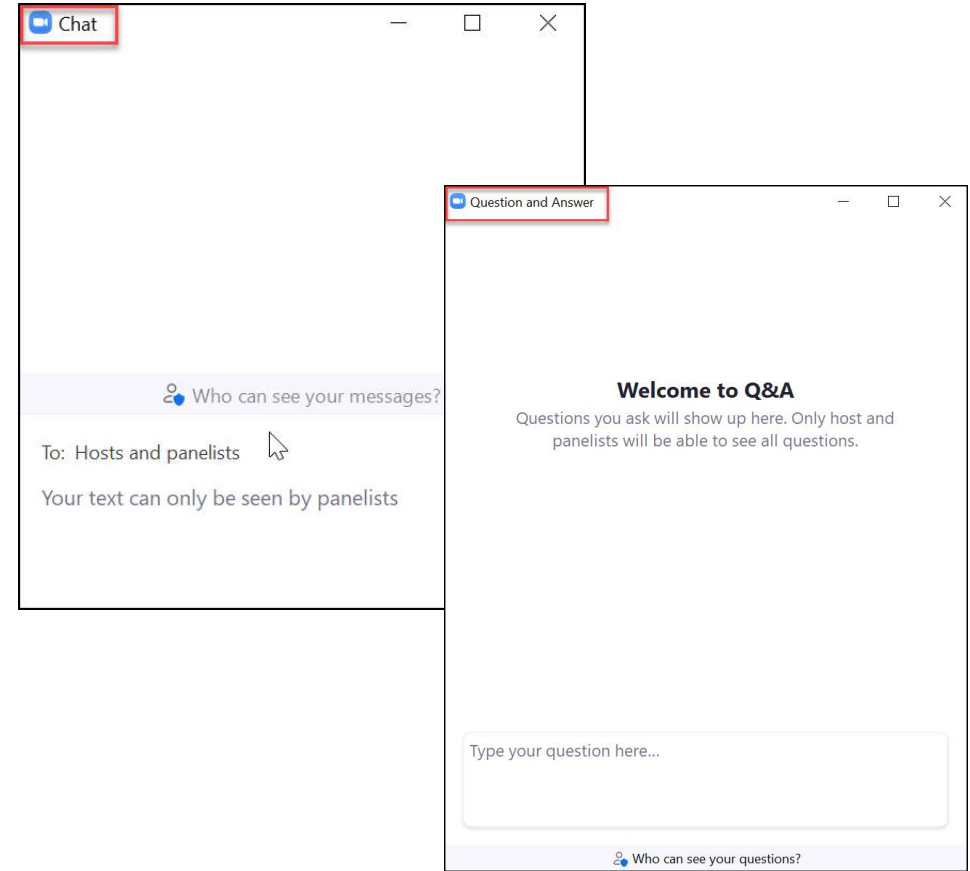 Chat
Who can see your messages?
To: Hosts and panelists
Your text can only be seen by panelists
Question and Answer
Welcome to Q&A
Questions you ask will show up here. Only host and
panelists will be able to see all questions.
Type your question here...
Who can see your questions?